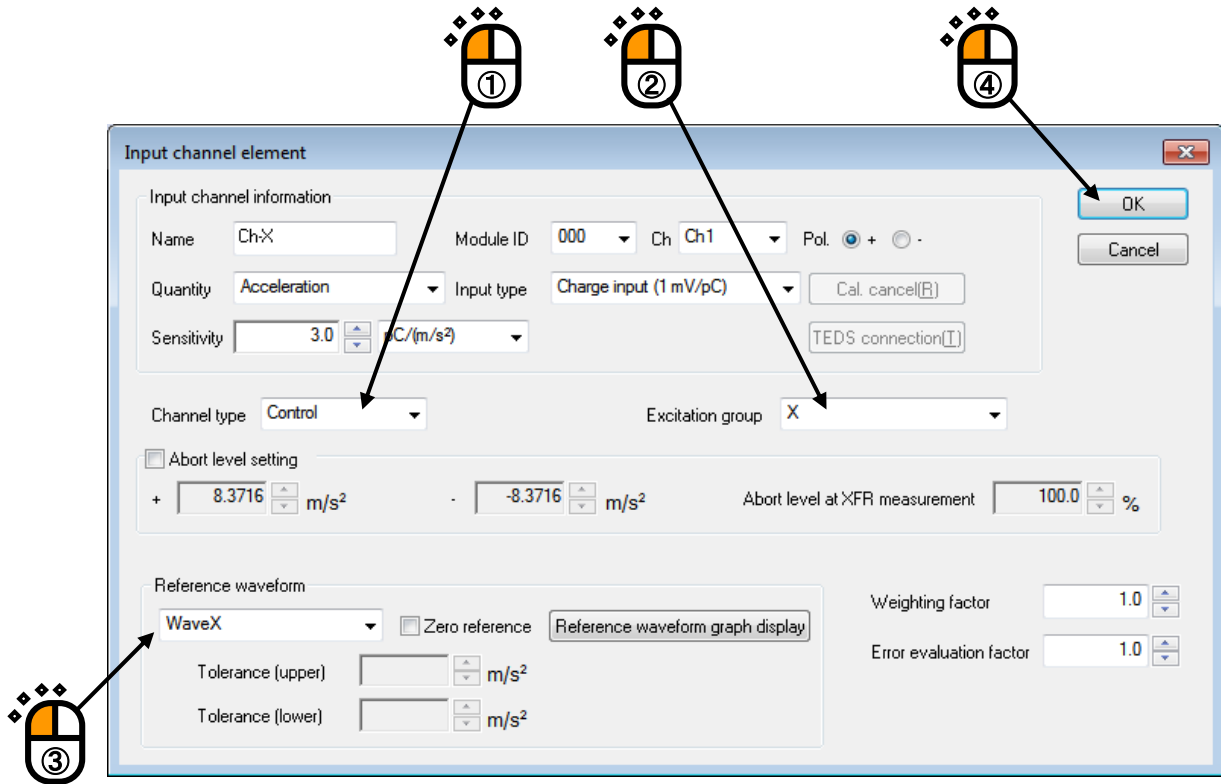 ① ② ④
Input channel element
Input channel information
OK
Name Ch-X Module ID 000 Ch Ch1 Pol. + -
Cancel
Quantity Acceleration Input type Charge input (1 mV/pC) Cal. cancel(R)
Sensitivity 3.0 pC/(m/s²) TEDS connection(T)
Channel type Control Excitation group X
Abort level setting
+ 8.3716 m/s² - -8.3716 m/s² Abort level at XFR measurement 100.0 %
Reference waveform
Weighting factor 1.0
WaveX Zero reference Reference waveform graph display
Error evaluation factor 1.0
Tolerance (upper) m/s²
Tolerance (lower) m/s²
③